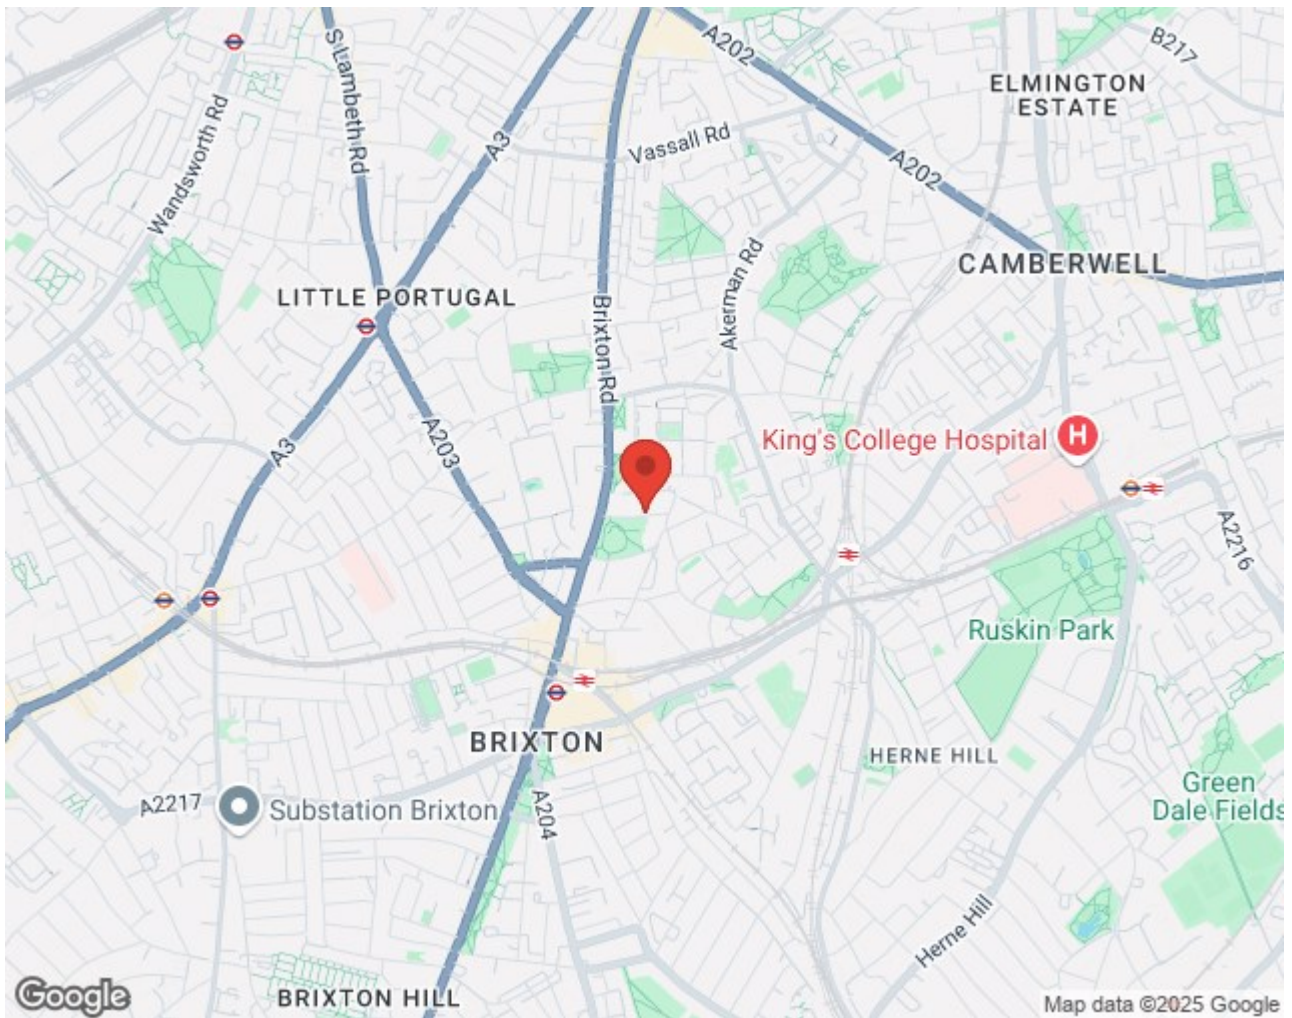 S Lambeth Rd
A202
B217
ELMINGTON
ESTATE
Wandsworth Rd
A3
Vassall Rd
A202
CAMBERWELL
Akerman Rd
LITTLE PORTUGAL
Brixton Rd
A3
A203
King's College Hospital
H
A2216
Ruskin Park
BRIXTON
HERNE HILL
Green
Dale Fields
A2217
Substation Brixton
A204
Herne Hill
BRIXTON HILL
Google
Map data ©2025 Google